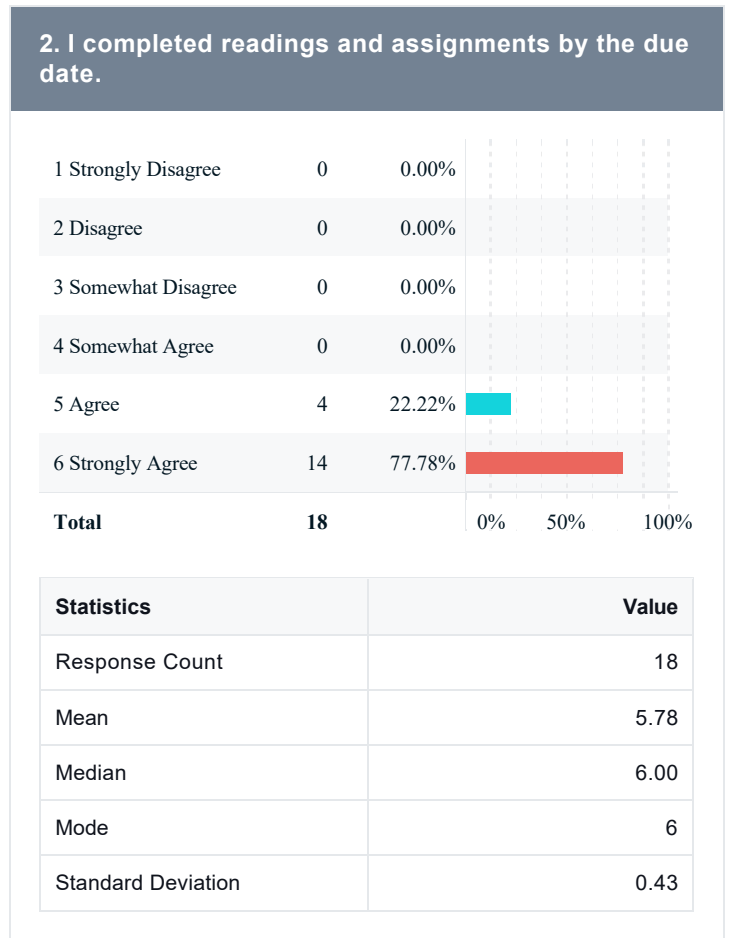 2. I completed readings and assignments by the due
date.
1 Strongly Disagree 0 0.00%
2 Disagree 0 0.00%
3 Somewhat Disagree 0 0.00%
4 Somewhat Agree 0 0.00%
5 Agree 4 22.22%
6 Strongly Agree 14 77.78%
Total 18 0% 50% 100%
Statistics Value
Response Count 18
Mean 5.78
Median 6.00
Mode 6
Standard Deviation 0.43